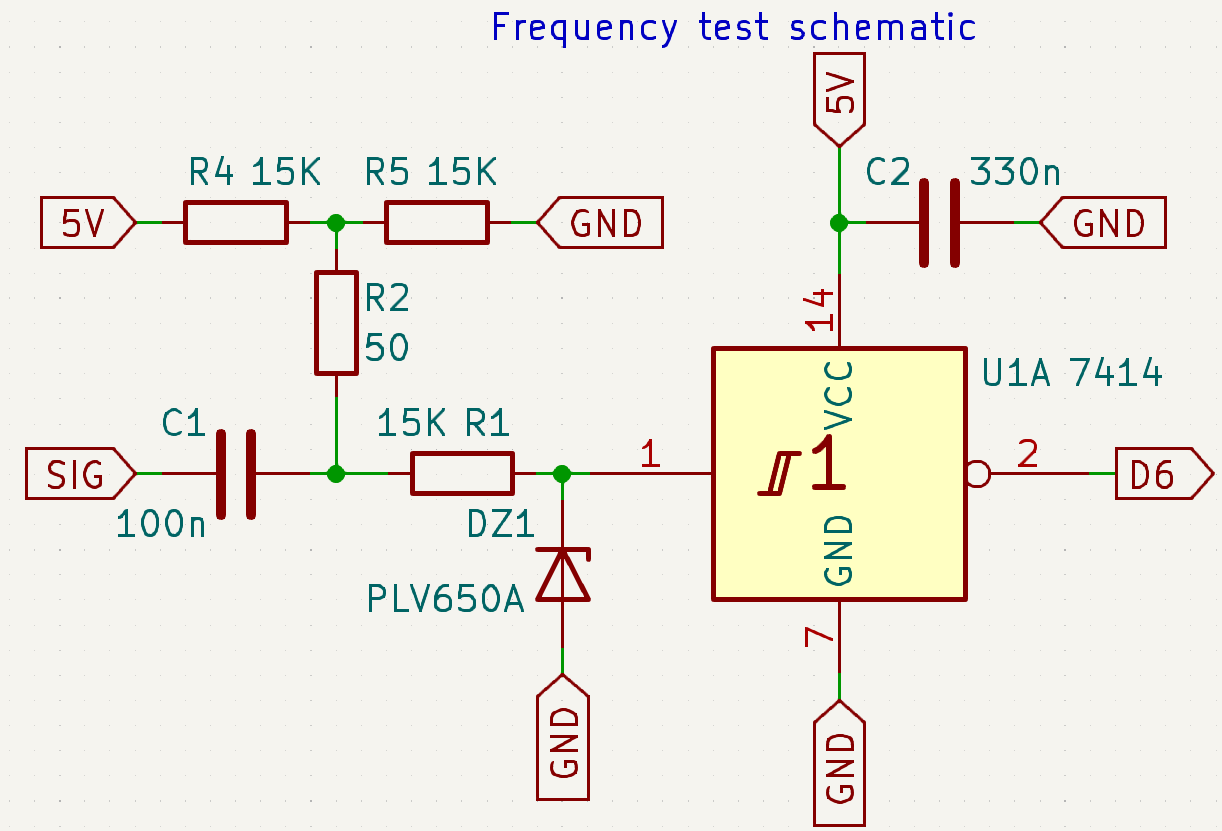 Frequency test schematic
5V
R4 15K
R5 15K
C2
330n
5V
GND
GND
14
R2
50
VCC
U1A 7414
C1
15K R1
1
1
2
SIG
D6
100n
DZ1
GND
PLV650A
7
GND
GND